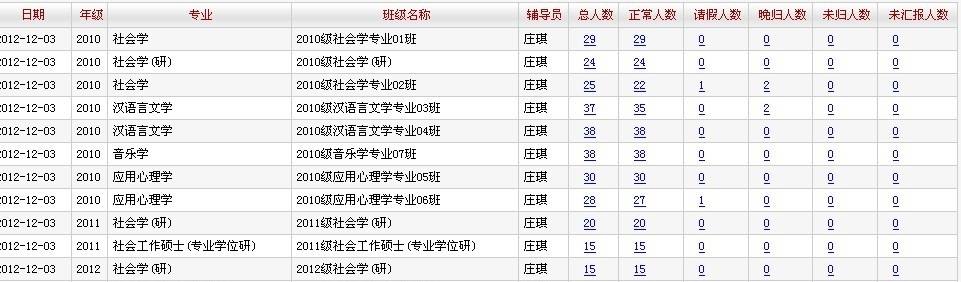 日期 年级 专业 班级名称 辅导员 总人数 正常人数 请假人数 晚归人数 未归人数 未汇报人数
2012-12-03 2010 社会学 2010级社会学专业01班 庄琪 29 29 0 0 0 0
2012-12-03 2010 社会学(研) 2010级社会学(研) 庄琪 24 24 0 0 0 0
2012-12-03 2010 社会学 2010级社会学专业02班 庄琪 25 22 1 2 0 0
2012-12-03 2010 汉语言文学 2010级汉语言文学专业03班 庄琪 37 35 0 2 0 0
2012-12-03 2010 汉语言文学 2010级汉语言文学专业04班 庄琪 38 38 0 0 0 0
2012-12-03 2010 音乐学 2010级音乐学专业07班 庄琪 38 38 0 0 0 0
2012-12-03 2010 应用心理学 2010级应用心理学专业05班 庄琪 30 30 0 0 0 0
2012-12-03 2010 应用心理学 2010级应用心理学专业06班 庄琪 28 27 1 0 0 0
2012-12-03 2011 社会学(研) 2011级社会学(研) 庄琪 20 20 0 0 0 0
2012-12-03 2011 社会工作硕士(专业学位研) 2011级社会工作硕士(专业学位研) 庄琪 15 15 0 0 0 0
2012-12-03 2012 社会学(研) 2012级社会学(研) 庄琪 15 15 0 0 0 0